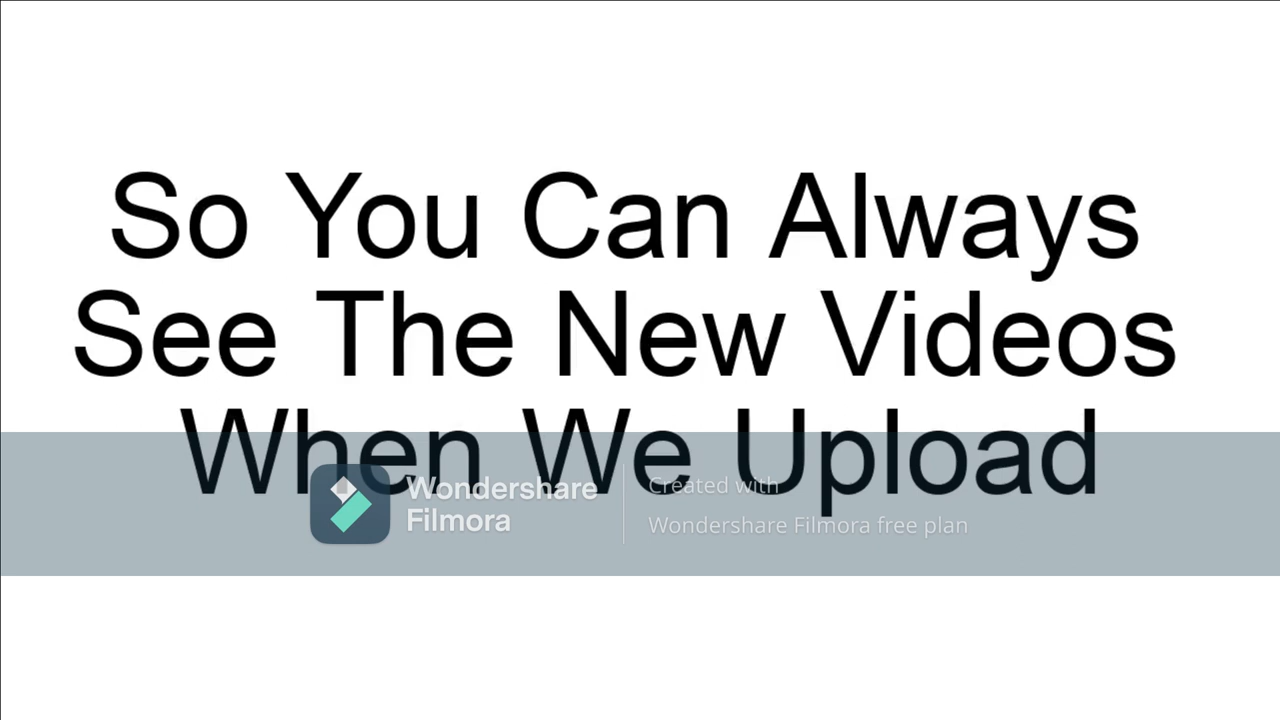 So You Can Always
See The New Videos
When We Upload
Wondershare
Filmora
Created with
Wondershare Filmora free plan